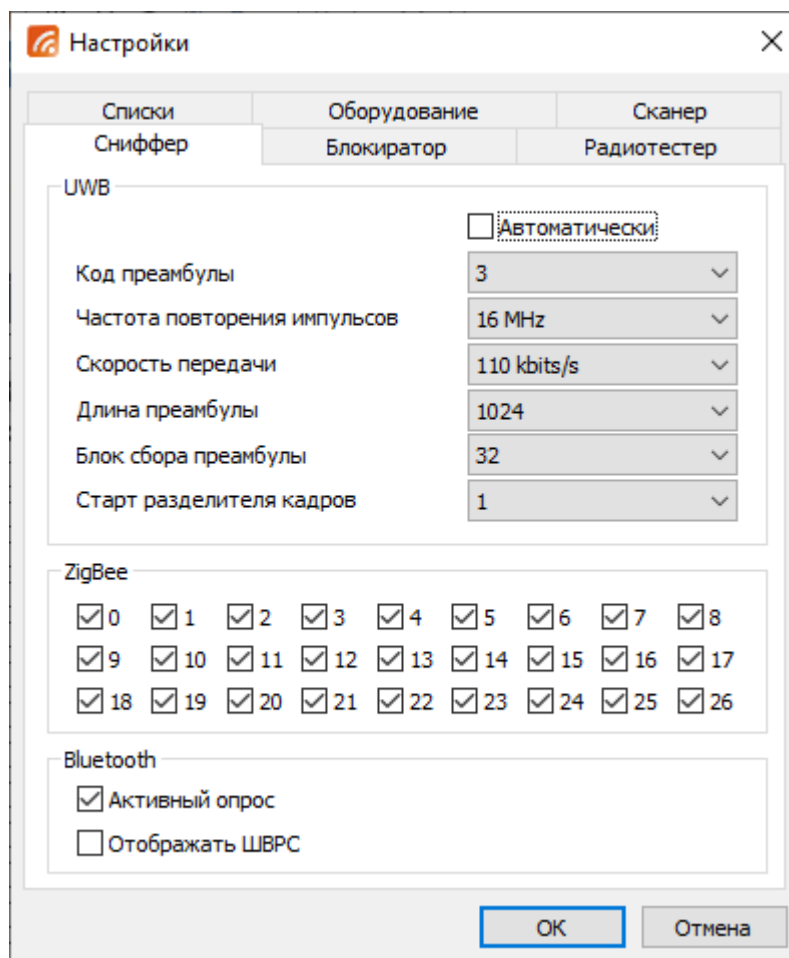 Настройки
Списки Оборудование Сканер
Сниффер Блокиратор Радиотестер
UWB
Автоматически
Код преамбулы 3
Частота повторения импульсов 16 MHz
Скорость передачи 110 kbits/s
Длина преамбулы 1024
Блок сбора преамбулы 32
Старт разделителя кадров 1
ZigBee
0 1 2 3 4 5 6 7 8
9 10 11 12 13 14 15 16 17
18 19 20 21 22 23 24 25 26
Bluetooth
Активный опрос
Отображать ШВРС
OK Отмена